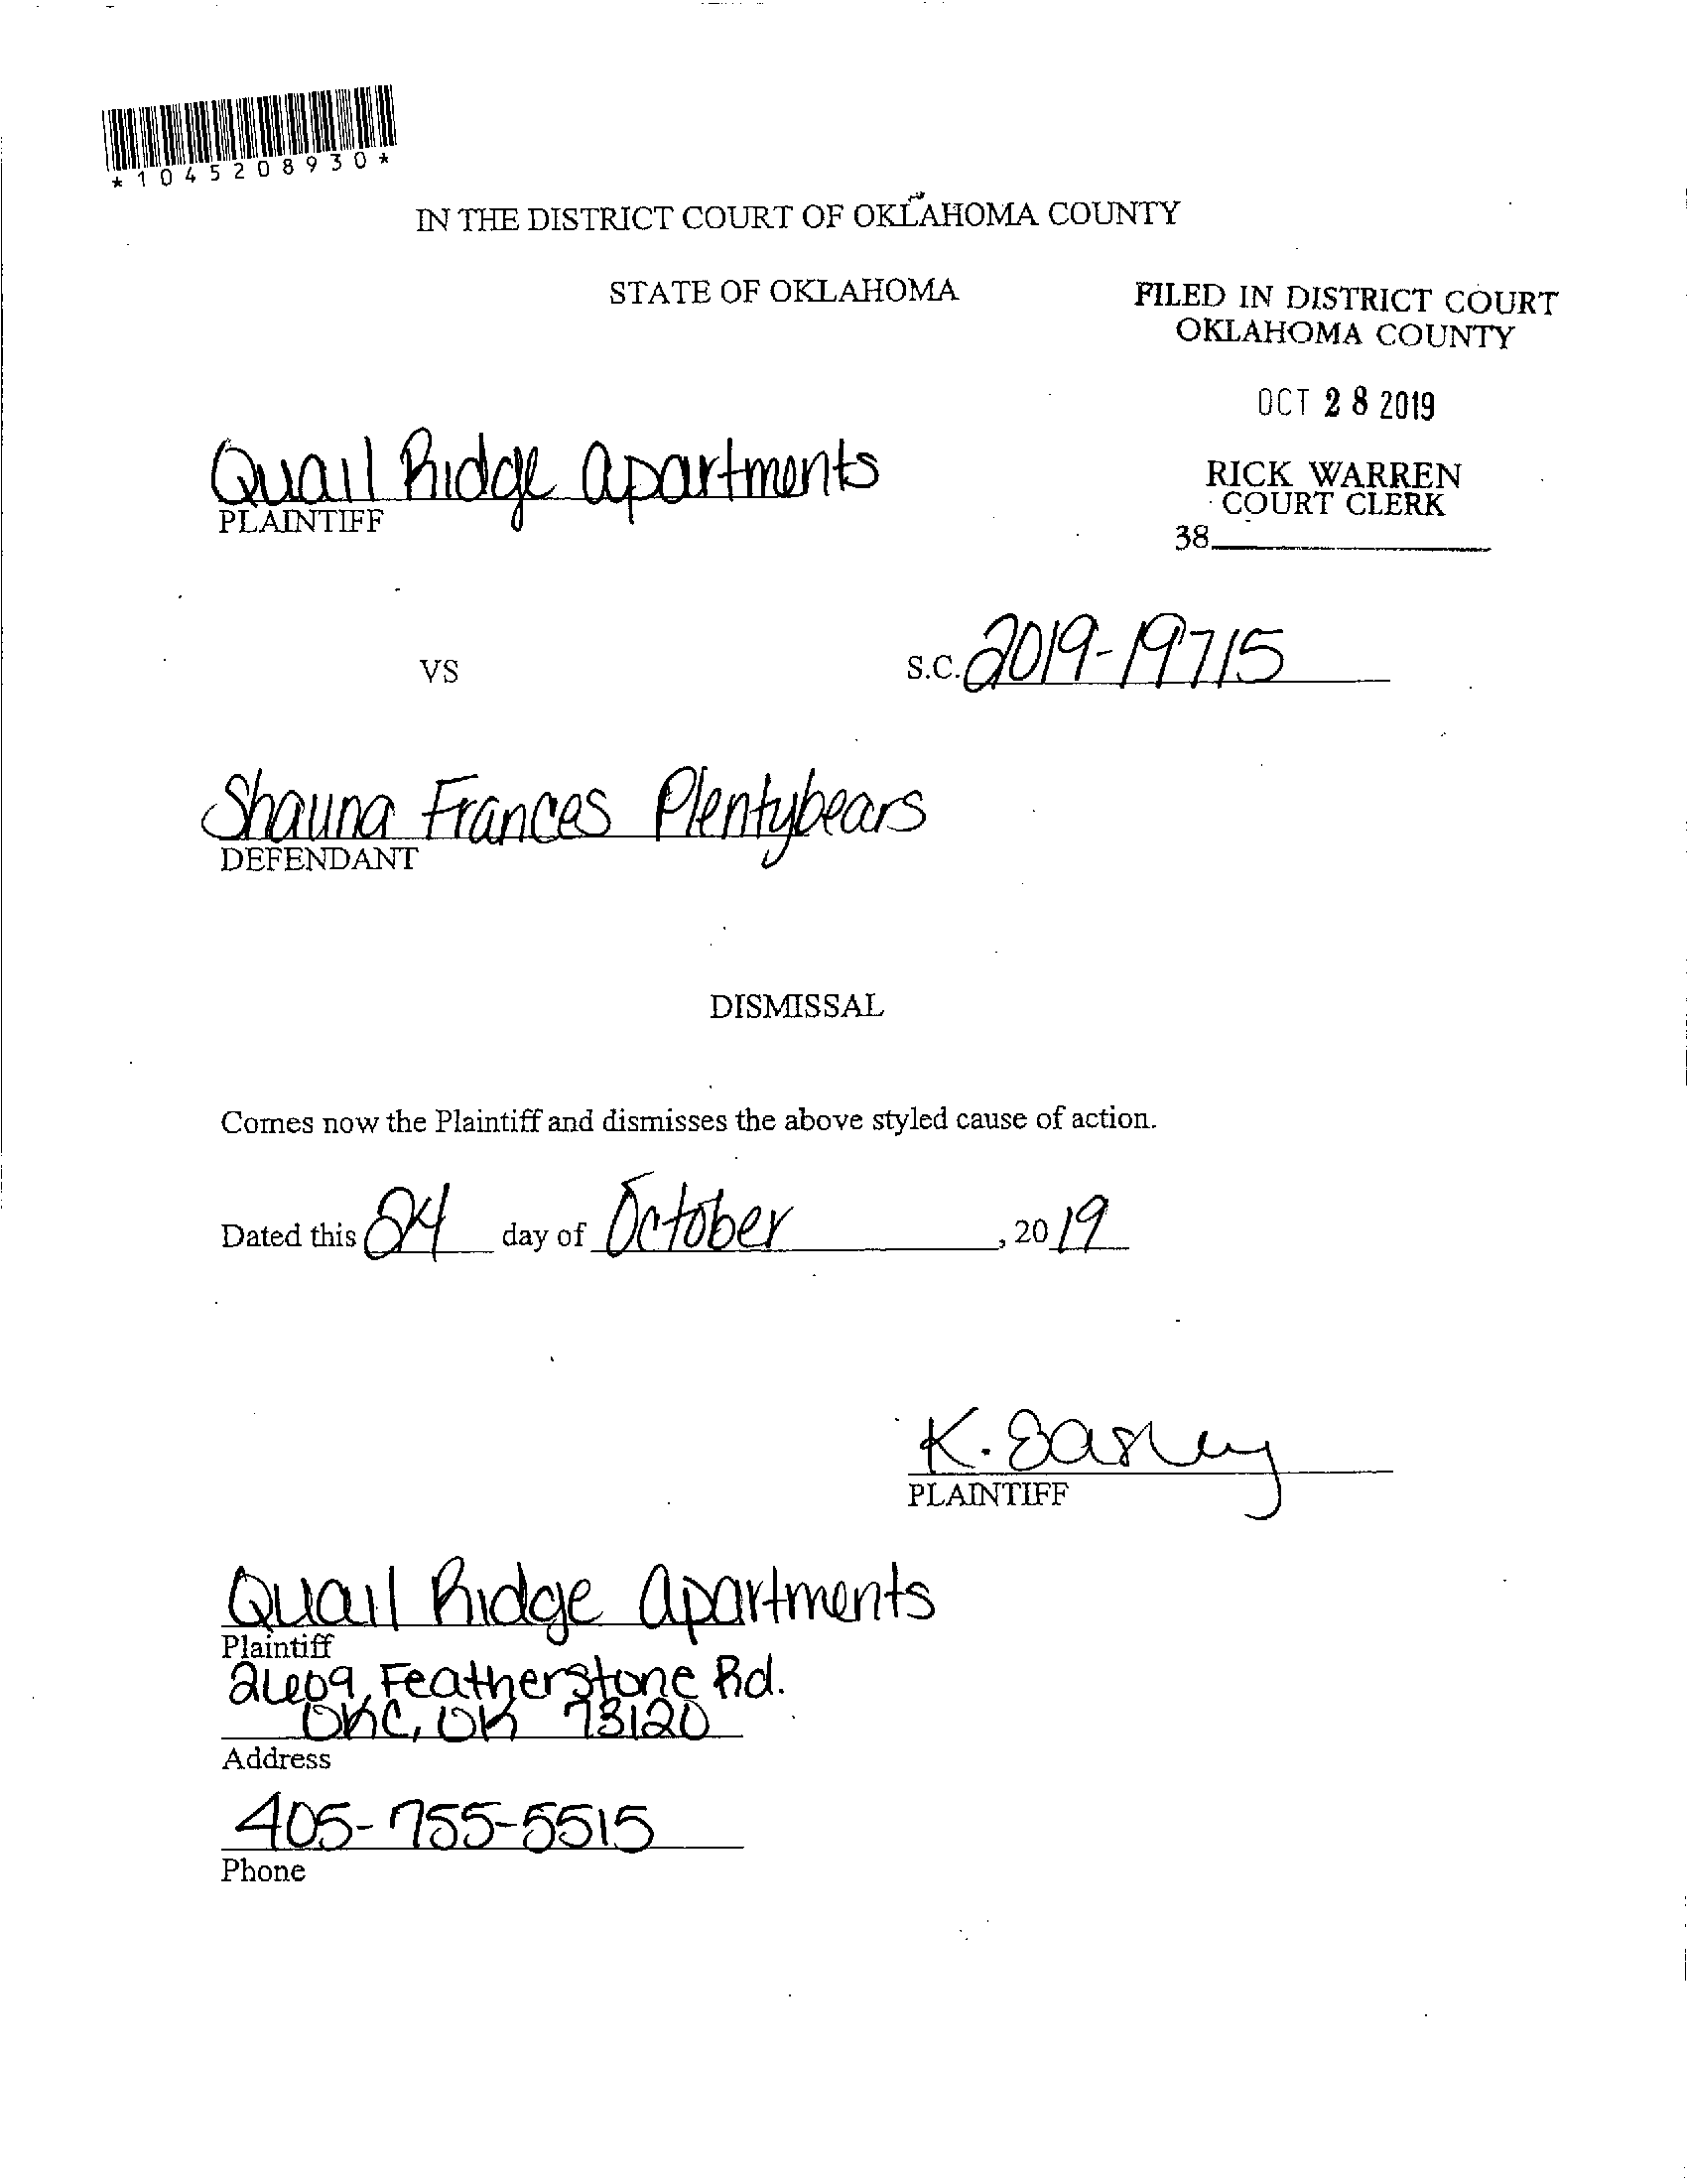 *1045208930*
IN THE DISTRICT COURT OF OKLAHOMA COUNTY
STATE OF OKLAHOMA
FILED IN DISTRICT COURT
OKLAHOMA COUNTY
OCT 28 2019
RICK WARREN
COURT CLERK
38
Quail Ridge Apartments
PLAINTIFF
VS
S.C. 2019-19715
Shauna Frances Plentybears
DEFENDANT
DISMISSAL
Comes now the Plaintiff and dismisses the above styled cause of action.
Dated this 24 day of October, 2019
K. Easley
PLAINTIFF
Quail Ridge Apartments
Plaintiff
2609 Featherstone Rd.
OKC, OK 73120
Address
405-755-5515
Phone